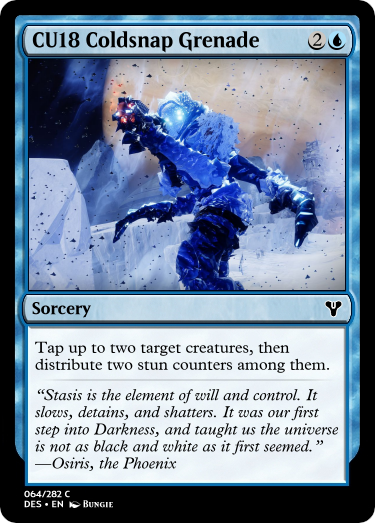 CU18 Coldsnap Grenade 2
Sorcery
Tap up to two target creatures, then
distribute two stun counters among them.
“Stasis is the element of will and control. It
slows, detains, and shatters. It was our first
step into Darkness, and taught us the universe
is not as black and white as it first seemed.”
—Osiris, the Phoenix
064/282 C
DES • EN Bungie